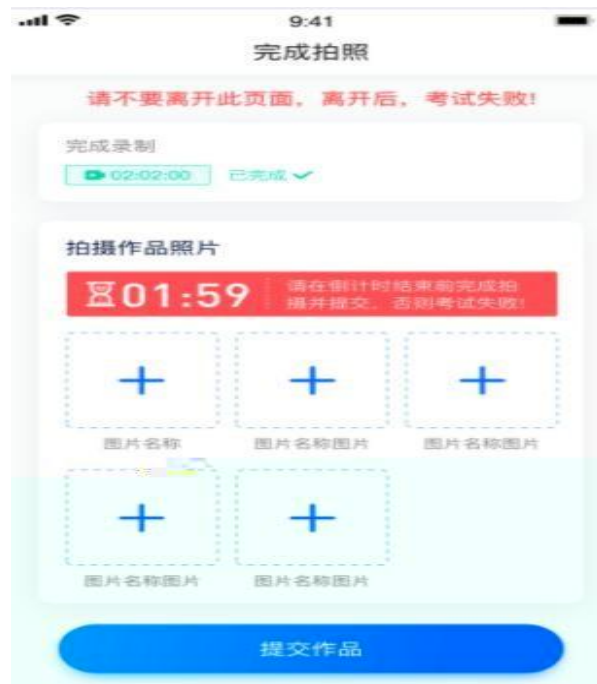 9:41
完成拍照
请不要离开此页面，离开后，考试失败！
完成录制
02:02:00 已完成
拍摄作品照片
01:59 请在倒计时结束前完成拍
摄并提交，否则考试失败！
图片名称 图片名称图片 图片名称图片
图片名称图片 图片名称图片
提交作品